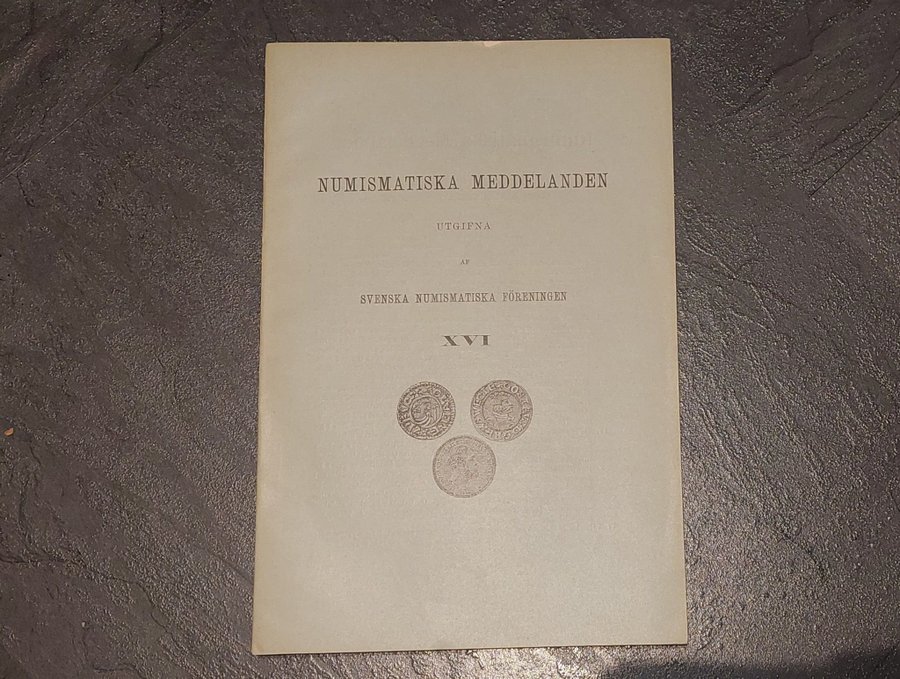 NUMISMATISKA MEDDELANDEN
UTGIFNA
AF
SVENSKA NUMISMATISKA FÖRENINGEN
XVI